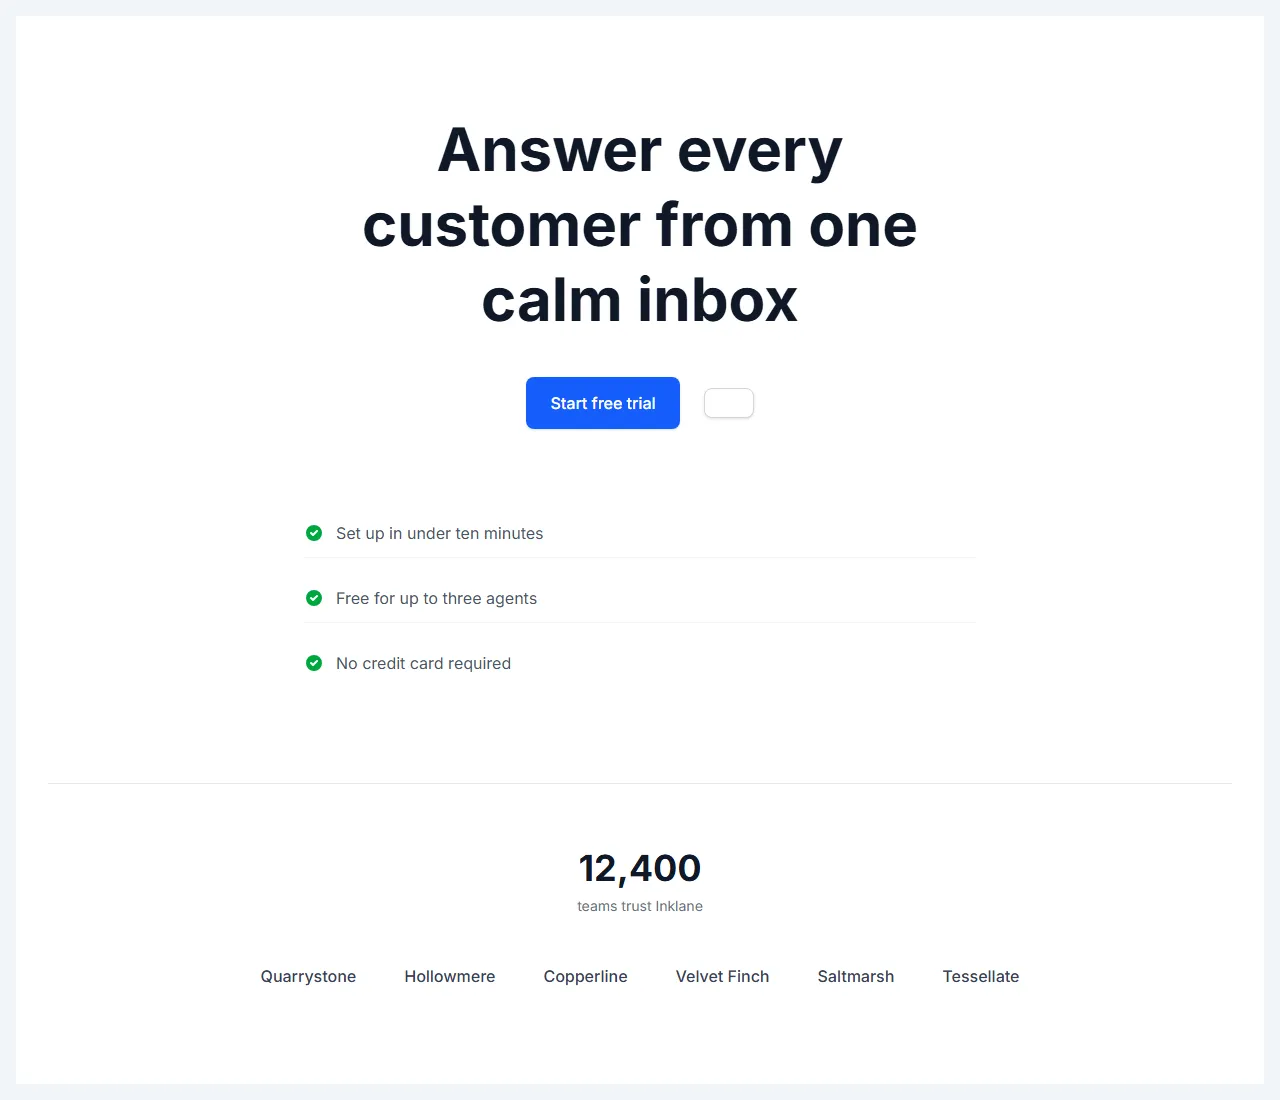 Answer every
customer from one
calm inbox
Start free trial
Set up in under ten minutes
Free for up to three agents
No credit card required
12,400
teams trust Inklane
Quarrystone Hollowmere Copperline Velvet Finch Saltmarsh Tessellate